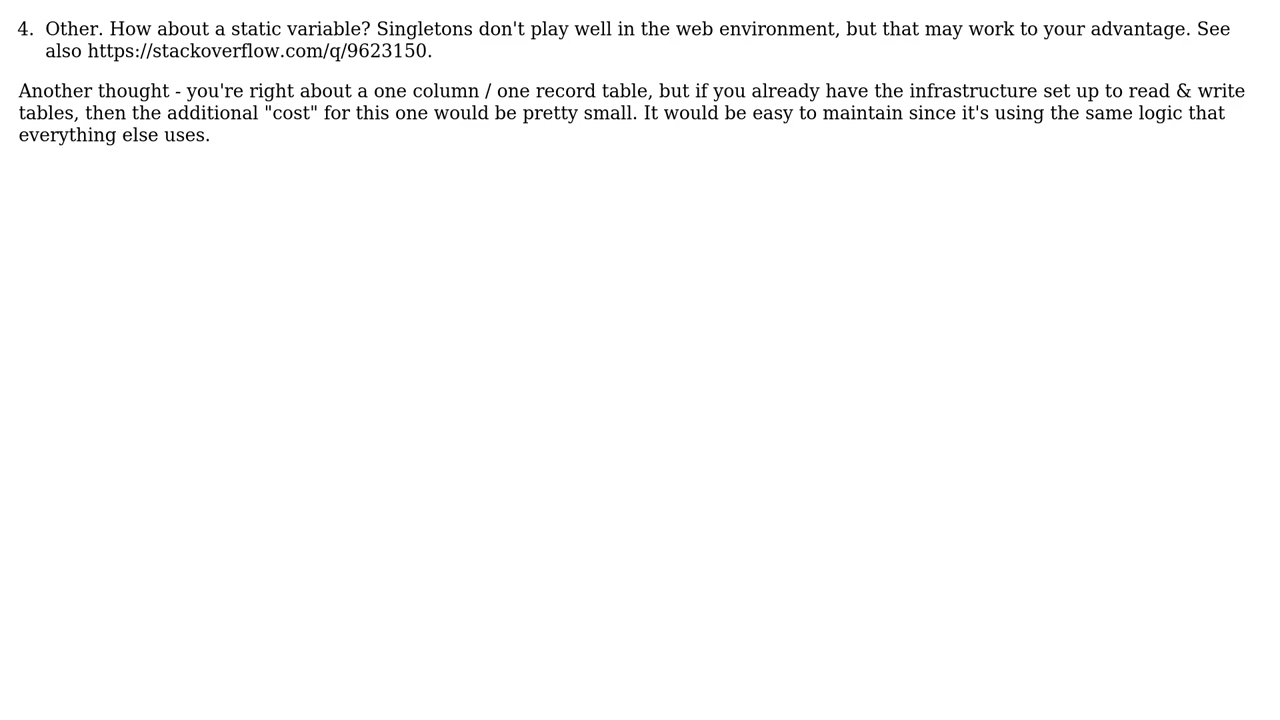 4. Other. How about a static variable? Singletons don't play well in the web environment, but that may work to your advantage. See
also https://stackoverflow.com/q/9623150.
Another thought - you're right about a one column / one record table, but if you already have the infrastructure set up to read & write
tables, then the additional "cost" for this one would be pretty small. It would be easy to maintain since it's using the same logic that
everything else uses.